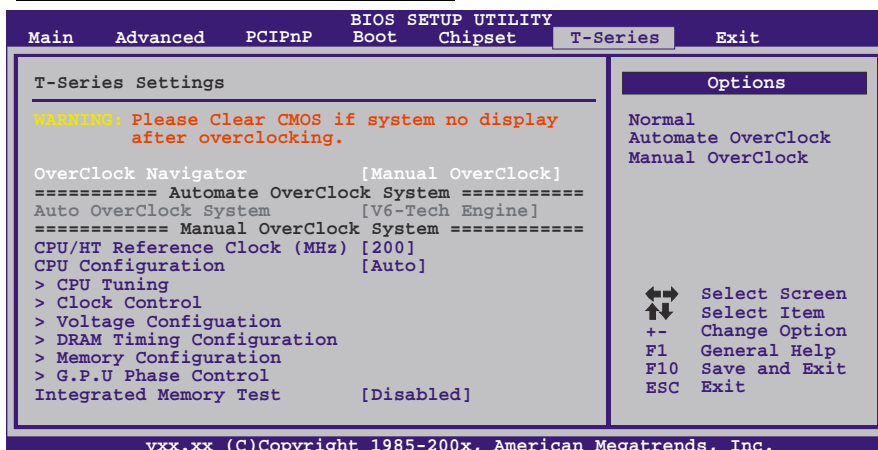 BIOS SETUP UTILITY
Main Advanced PCIPnP Boot Chipset T-Series Exit
T-Series Settings
WARNING: Please Clear CMOS if system no display
after overclocking.
OverClock Navigator [Manual OverClock]
=========== Automate OverClock System ===========
Auto OverClock System [V6-Tech Engine]
============ Manual OverClock System ============
CPU/HT Reference Clock (MHz) [200]
CPU Configuration [Auto]
> CPU Tuning
> Clock Control
> Voltage Configuation
> DRAM Timing Configuration
> Memory Configuration
> G.P.U Phase Control
Integrated Memory Test [Disabled]
Options
Normal
Automate OverClock
Manual OverClock
Select Screen
Select Item
+- Change Option
F1 General Help
F10 Save and Exit
ESC Exit
vxx.xx (C)Copyright 1985-200x, American Megatrends, Inc.